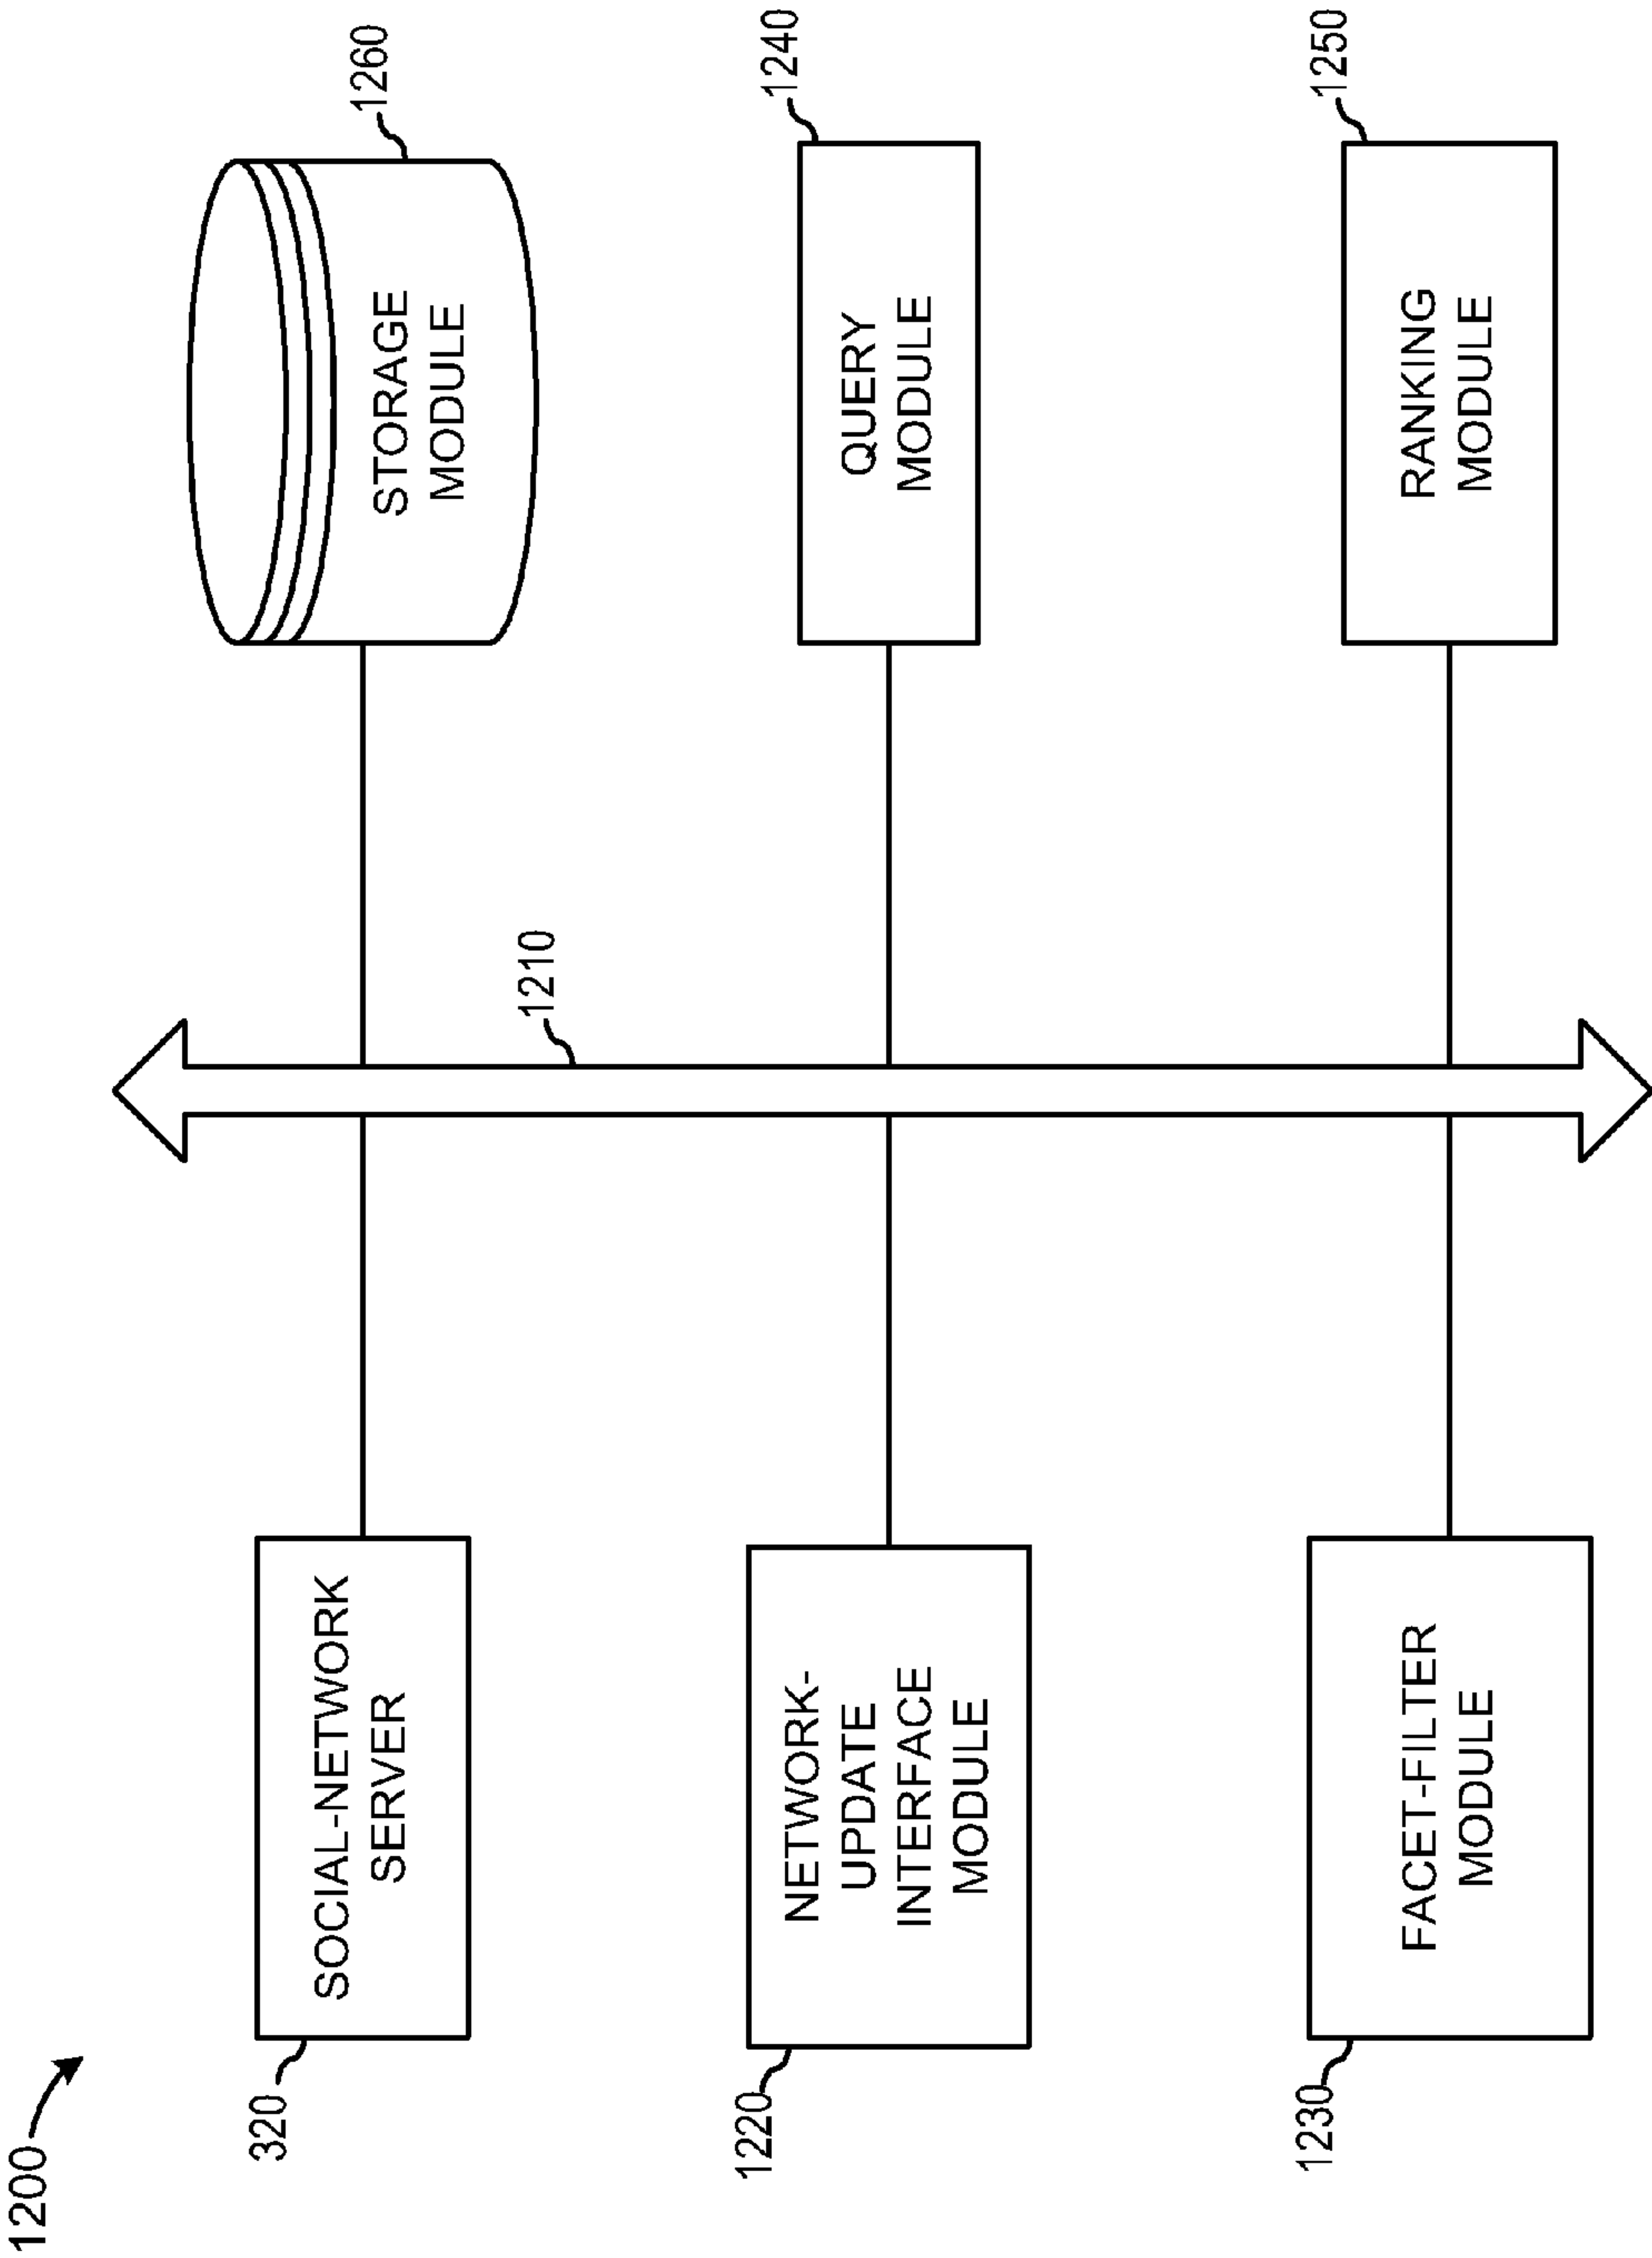 1200
320
SOCIAL-NETWORK
SERVER
1220
NETWORK-
UPDATE
INTERFACE
MODULE
1230
FACET-FILTER
MODULE
1210
STORAGE
MODULE
1260
QUERY
MODULE
1240
RANKING
MODULE
1250